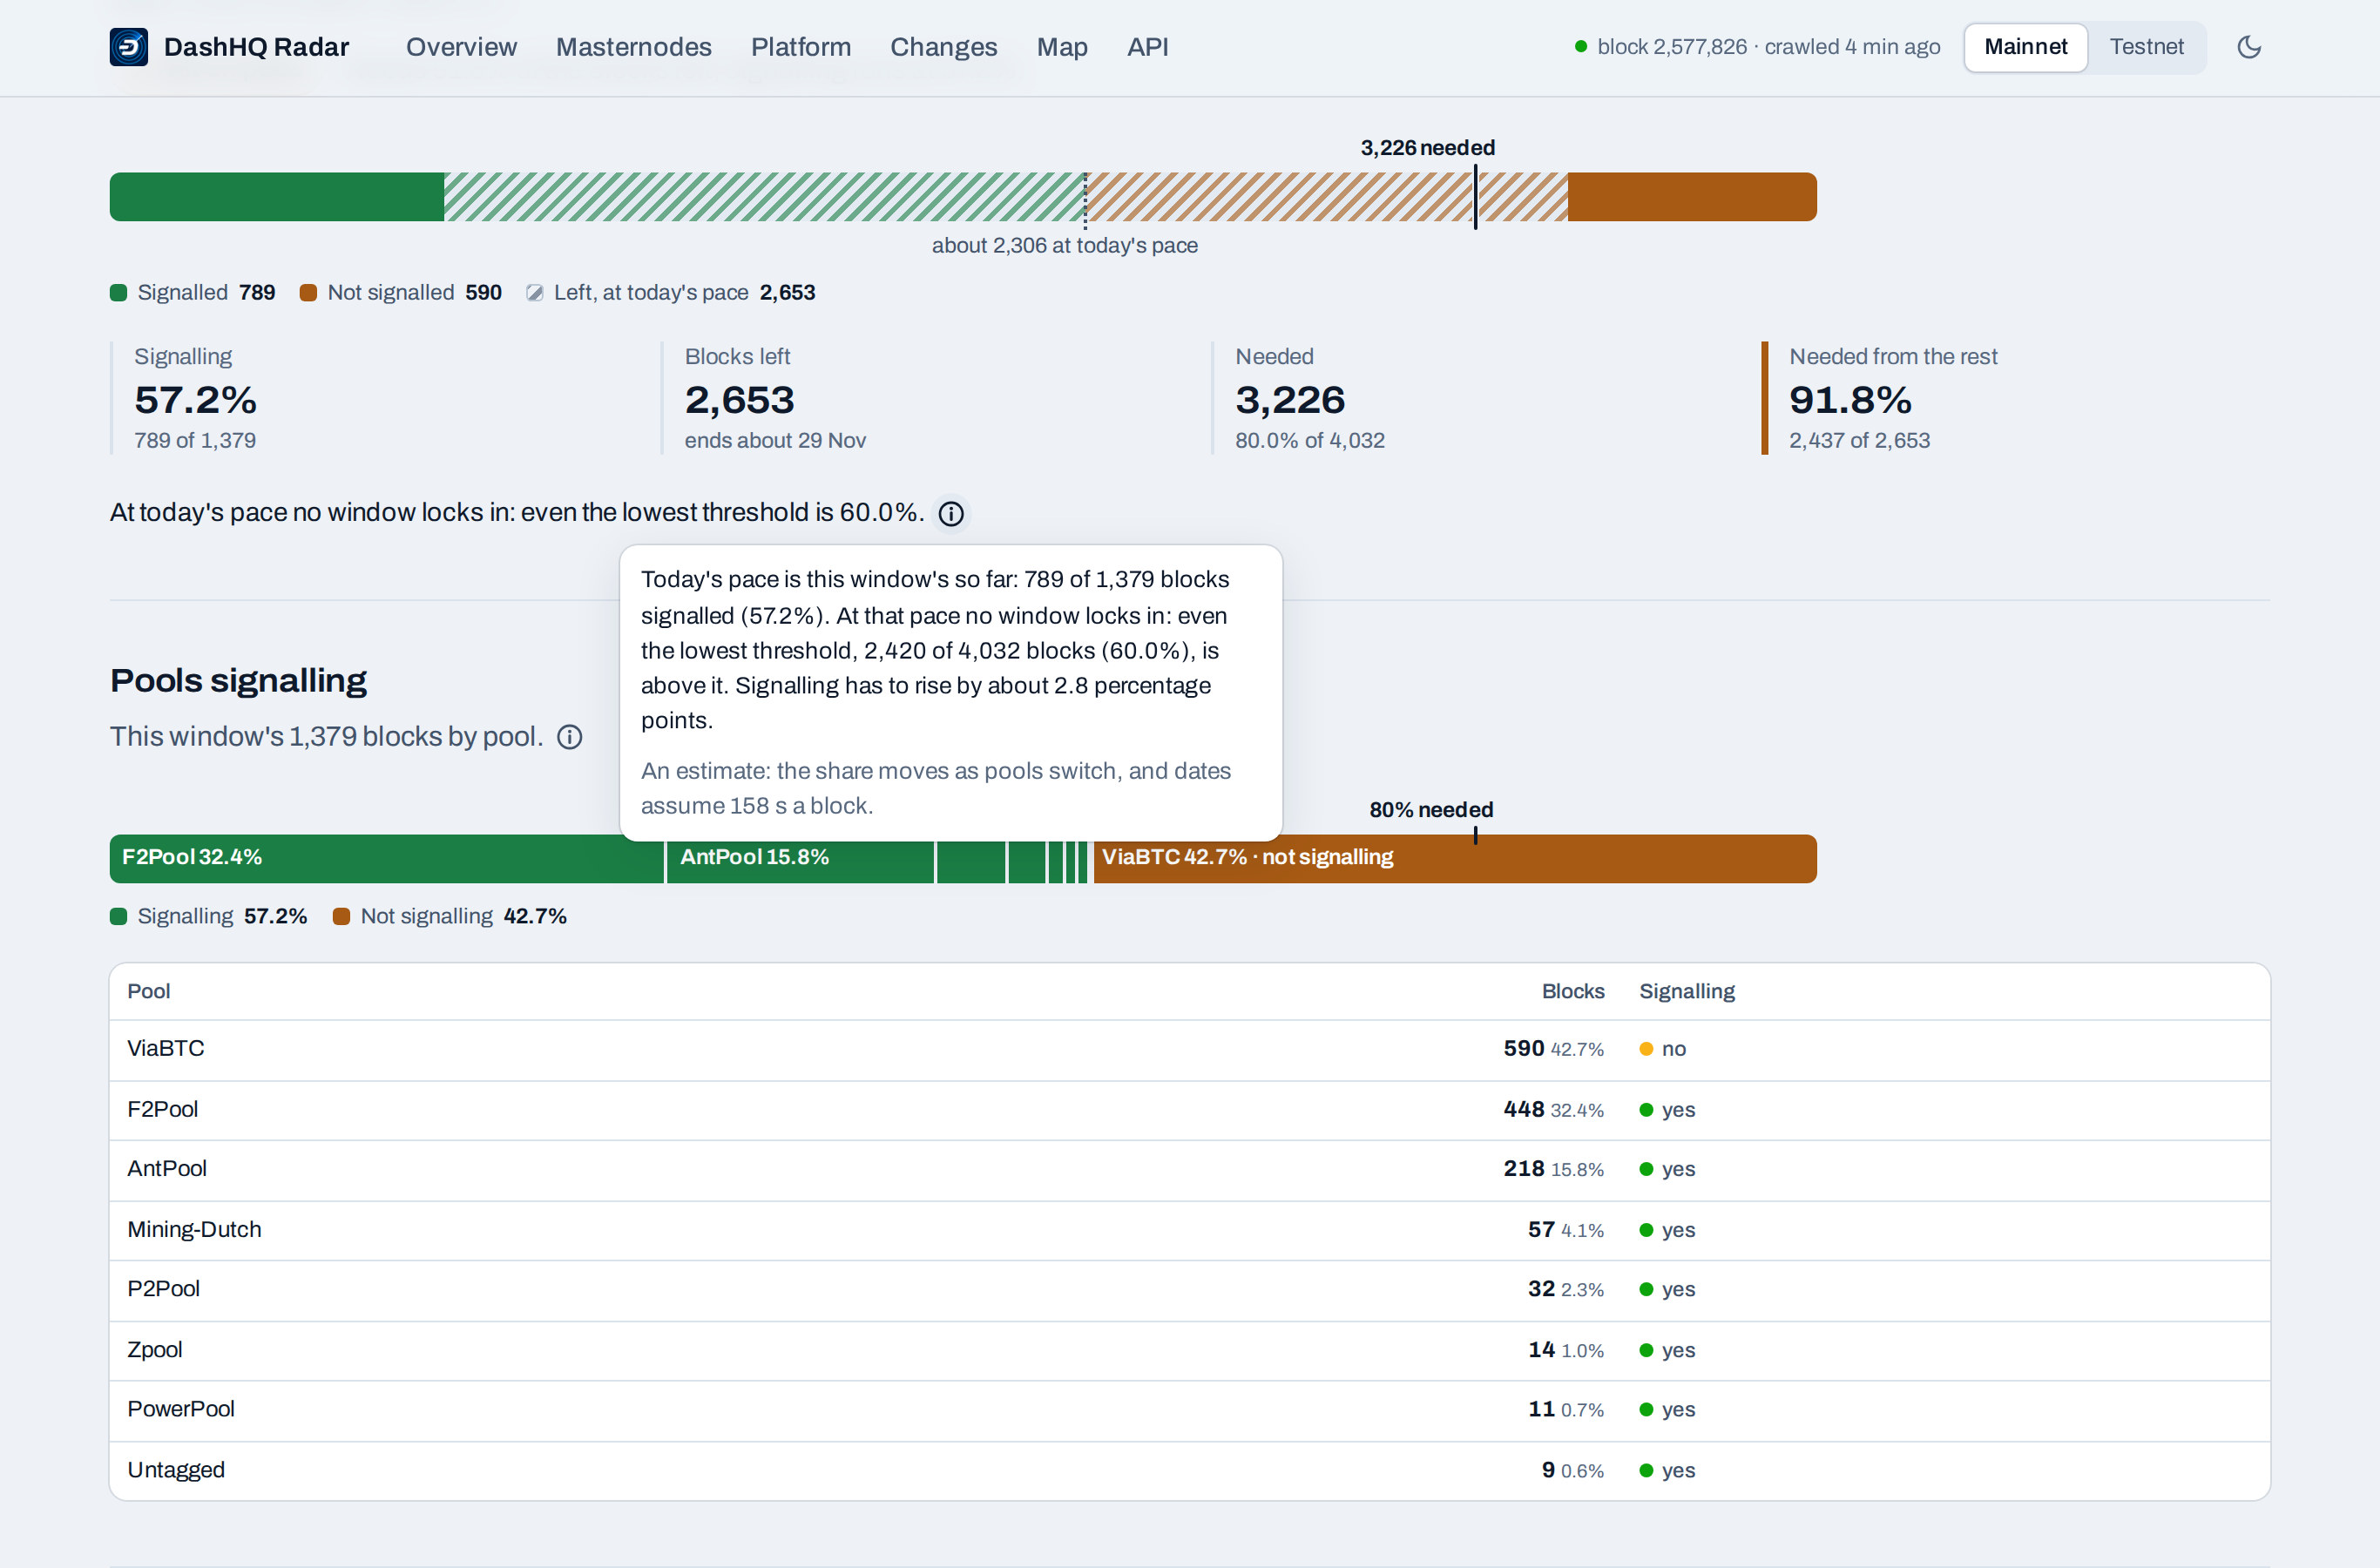 DashHQ Radar Overview Masternodes Platform Changes Map API block 2,577,826 · crawled 4 min ago Mainnet Testnet
3,226 needed
about 2,306 at today's pace
Signalled 789 Not signalled 590 Left, at today's pace 2,653
Signalling Blocks left Needed Needed from the rest
57.2% 2,653 3,226 91.8%
789 of 1,379 ends about 29 Nov 80.0% of 4,032 2,437 of 2,653
At today's pace no window locks in: even the lowest threshold is 60.0%.
Today's pace is this window's so far: 789 of 1,379 blocks
signalled (57.2%). At that pace no window locks in: even
the lowest threshold, 2,420 of 4,032 blocks (60.0%), is
above it. Signalling has to rise by about 2.8 percentage
points.
An estimate: the share moves as pools switch, and dates
assume 158 s a block.
Pools signalling
This window's 1,379 blocks by pool.
80% needed
F2Pool 32.4% AntPool 15.8% ViaBTC 42.7% · not signalling
Signalling 57.2% Not signalling 42.7%
Pool Blocks Signalling
ViaBTC 590 42.7% no
F2Pool 448 32.4% yes
AntPool 218 15.8% yes
Mining-Dutch 57 4.1% yes
P2Pool 32 2.3% yes
Zpool 14 1.0% yes
PowerPool 11 0.7% yes
Untagged 9 0.6% yes